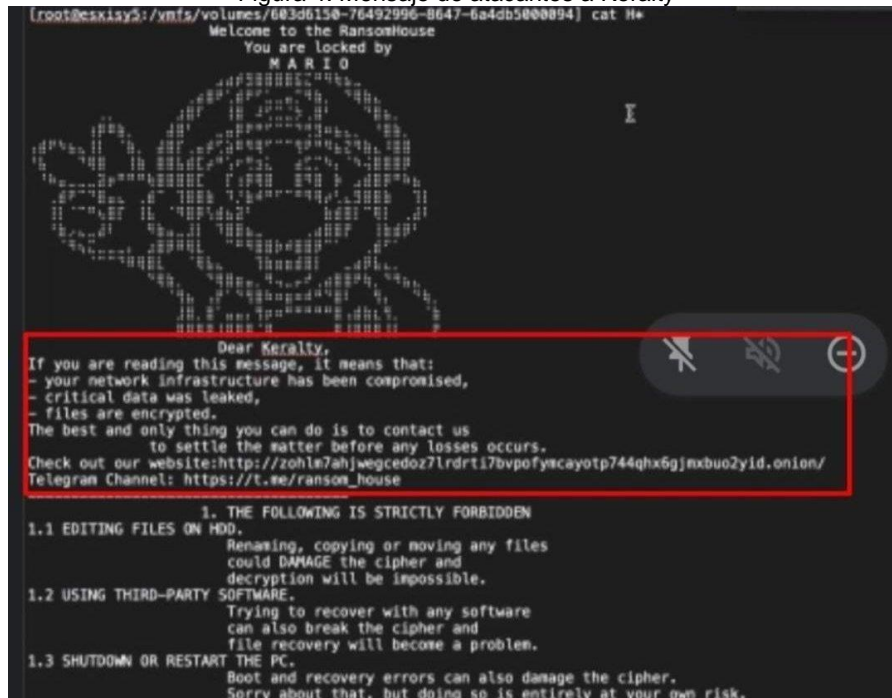 Figura 4. Mensaje de atacantes a Keralty
[root@esxisy5:/vmfs/volumes/603d6150-76492996-8647-6a4db5000094] cat H*
Welcome to the RansomHouse
You are locked by
M A R I O
Dear Keralty,
If you are reading this message, it means that:
- your network infrastructure has been compromised,
- critical data was leaked,
- files are encrypted.
The best and only thing you can do is to contact us
to settle the matter before any losses occurs.
Check out our website:http://zohlm7ahjwegcedoz7lrdrti7bvpofymcayotp744qhx6gjmxbuo2yid.onion/
Telegram Channel: https://t.me/ransom_house
1. THE FOLLOWING IS STRICTLY FORBIDDEN
1.1 EDITING FILES ON HDD.
Renaming, copying or moving any files
could DAMAGE the cipher and
decryption will be impossible.
1.2 USING THIRD-PARTY SOFTWARE.
Trying to recover with any software
can also break the cipher and
file recovery will become a problem.
1.3 SHUTDOWN OR RESTART THE PC.
Boot and recovery errors can also damage the cipher.
Sorry about that, but doing so is entirely at your own risk.